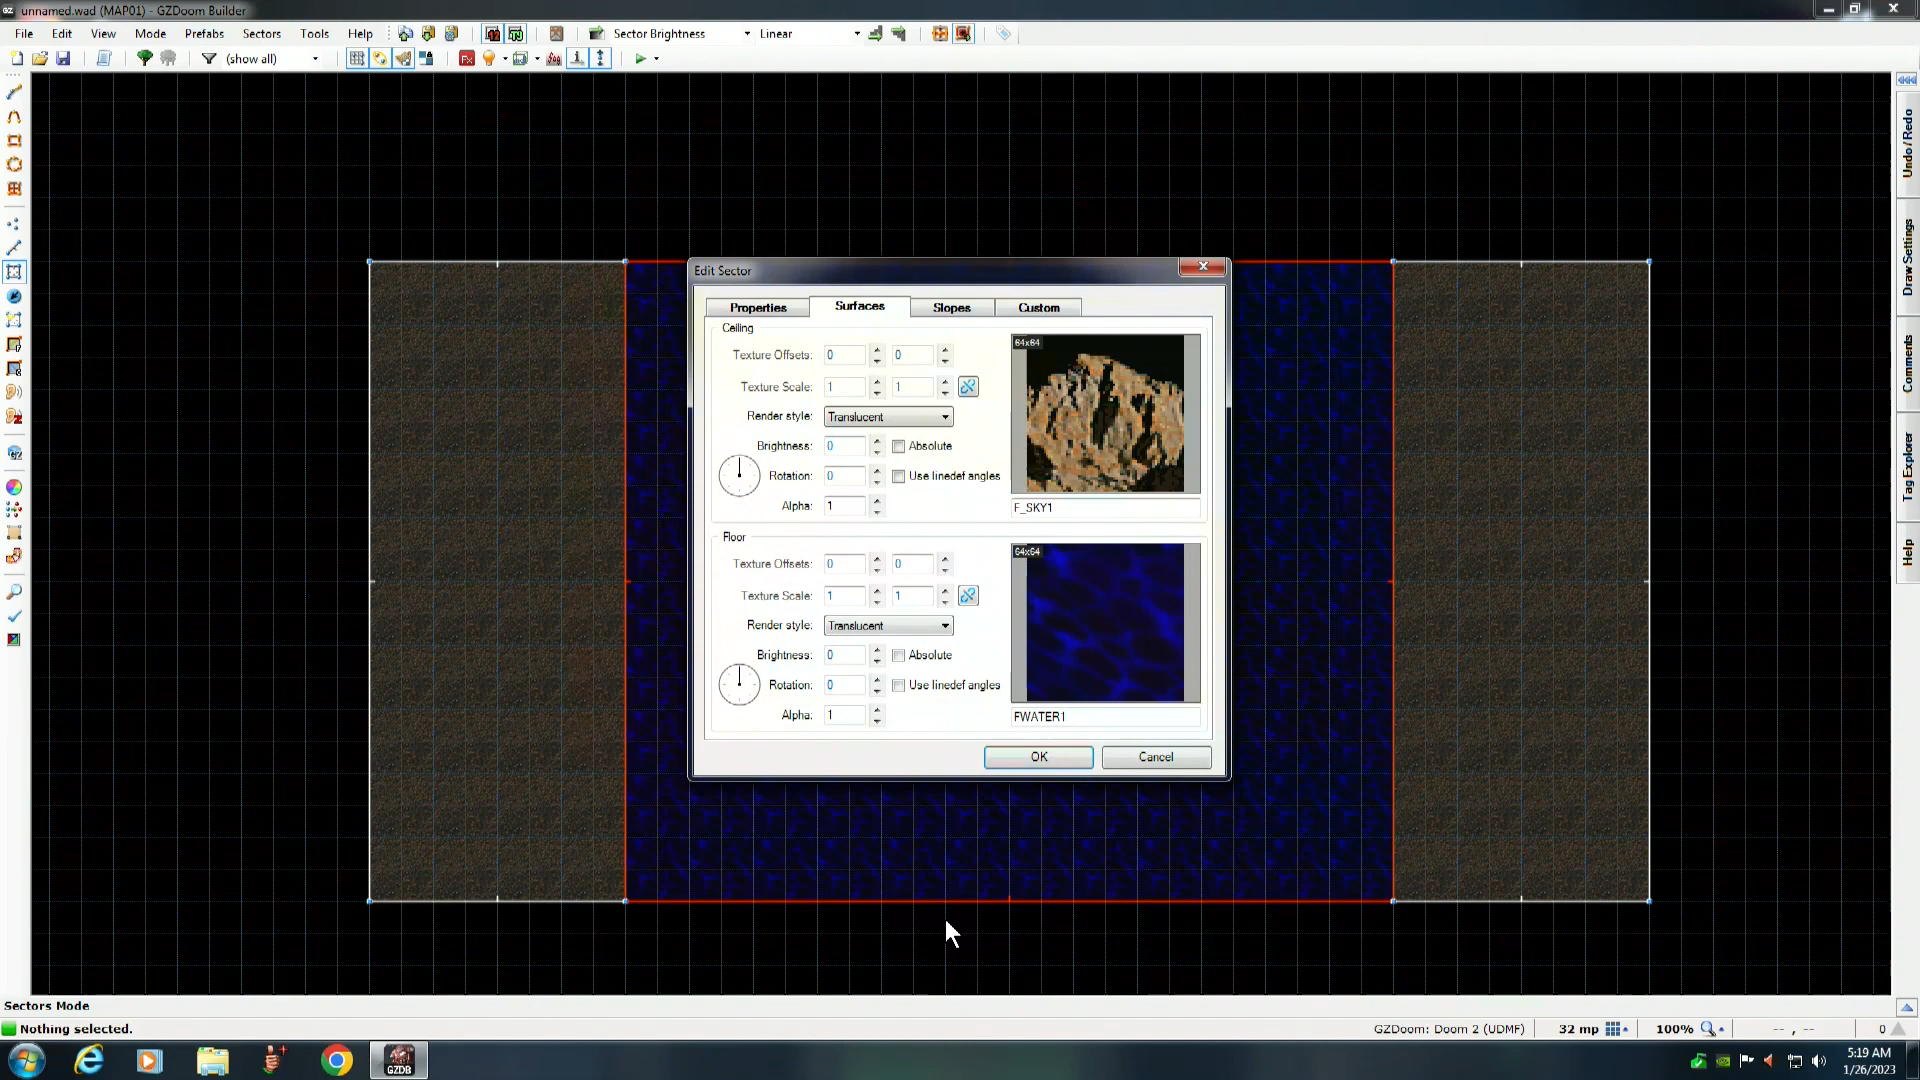 unnamed.wad (MAP01) - GZDoom Builder
File Edit View Mode Prefabs Sectors Tools Help Sector Brightness Linear
(show all)
Undo / Redo
Draw Settings
Comments
Tag Explorer
Help
Edit Sector
Properties Surfaces Slopes Custom
Ceiling
Texture Offsets: 0 0
Texture Scale: 1 1
Render style: Translucent
Brightness: 0 Absolute
Rotation: 0 Use linedef angles
Alpha: 1
64x64
F_SKY1
Floor
Texture Offsets: 0 0
Texture Scale: 1 1
Render style: Translucent
Brightness: 0 Absolute
Rotation: 0 Use linedef angles
Alpha: 1
64x64
FWATER1
OK Cancel
Sectors Mode
Nothing selected.
GZDoom: Doom 2 (UDMF) 32 mp 100% -- , -- 0
GZDB
5:19 AM
1/26/2023